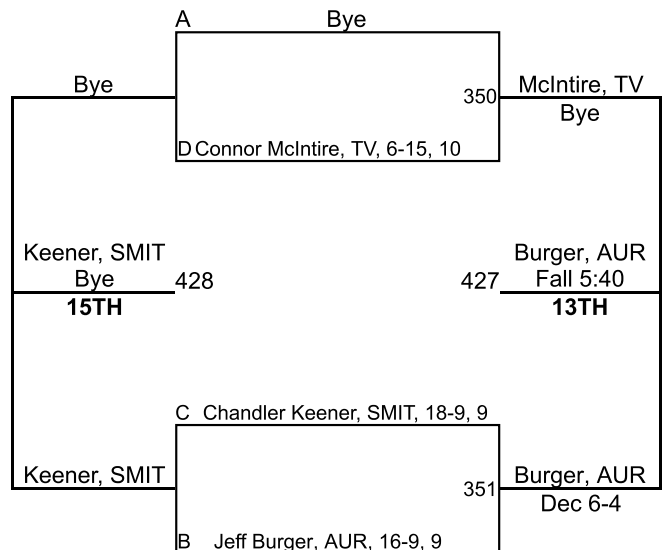 A Bye
Bye
350
McIntire, TV
Bye
D Connor McIntire, TV, 6-15, 10
Keener, SMIT
Bye
15TH
428
427
Burger, AUR
Fall 5:40
13TH
C Chandler Keener, SMIT, 18-9, 9
Keener, SMIT
351
Burger, AUR
Dec 6-4
B Jeff Burger, AUR, 16-9, 9